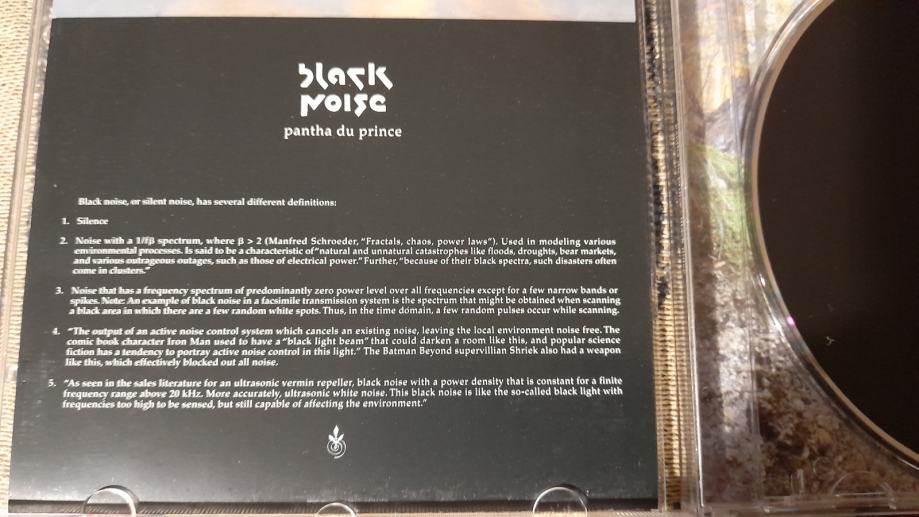 black
noise
pantha du prince
Black noise, or silent noise, has several different definitions:
1. Silence
2. Noise with a 1/fβ spectrum, where β > 2 (Manfred Schroeder, "Fractals, chaos, power laws"). Used in modeling various
environmental processes. Is said to be a characteristic of "natural and unnatural catastrophes like floods, droughts, bear markets,
and various outrageous outages, such as those of electrical power." Further, "because of their black spectra, such disasters often
come in clusters."
3. Noise that has a frequency spectrum of predominantly zero power level over all frequencies except for a few narrow bands or
spikes. Note: An example of black noise in a facsimile transmission system is the spectrum that might be obtained when scanning
a black area in which there are a few random white spots. Thus, in the time domain, a few random pulses occur while scanning.
4. "The output of an active noise control system which cancels an existing noise, leaving the local environment noise free. The
comic book character Iron Man used to have a "black light beam" that could darken a room like this, and popular science
fiction has a tendency to portray active noise control in this light." The Batman Beyond supervillian Shriek also had a weapon
like this, which effectively blocked out all noise.
5. "As seen in the sales literature for an ultrasonic vermin repeller, black noise with a power density that is constant for a finite
frequency range above 20 kHz. More accurately, ultrasonic white noise. This black noise is like the so-called black light with
frequencies too high to be sensed, but still capable of affecting the environment."